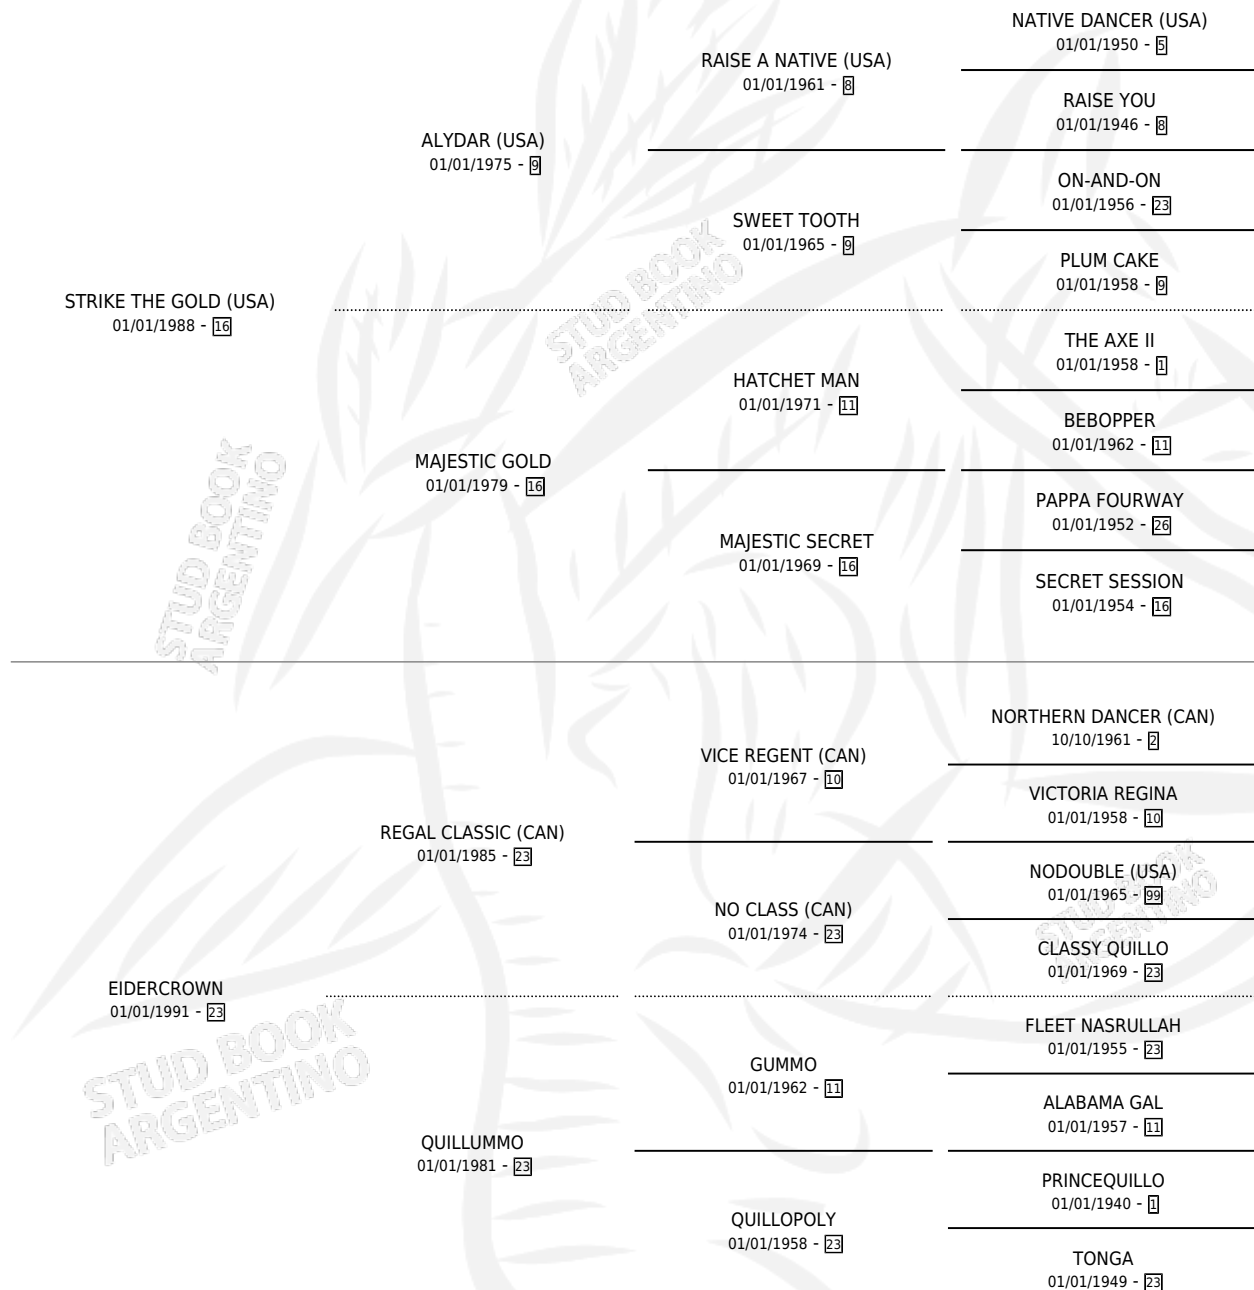 NATIVE DANCER (USA)
01/01/1950 - 5
RAISE A NATIVE (USA)
01/01/1961 - 8
RAISE YOU
01/01/1946 - 8
ALYDAR (USA)
01/01/1975 - 9
ON-AND-ON
01/01/1956 - 23
SWEET TOOTH
01/01/1965 - 9
PLUM CAKE
01/01/1958 - 9
STRIKE THE GOLD (USA)
01/01/1988 - 16
STUD BOOK
ARGENTINO
THE AXE II
01/01/1958 - 1
HATCHET MAN
01/01/1971 - 11
BEBOPPER
01/01/1962 - 11
MAJESTIC GOLD
01/01/1979 - 16
PAPPA FOURWAY
01/01/1952 - 26
MAJESTIC SECRET
01/01/1969 - 16
SECRET SESSION
01/01/1954 - 16
STUD BOOK
ARGENTINO
NORTHERN DANCER (CAN)
10/10/1961 - 2
VICE REGENT (CAN)
01/01/1967 - 10
VICTORIA REGINA
01/01/1958 - 10
REGAL CLASSIC (CAN)
01/01/1985 - 23
NODOUBLE (USA)
01/01/1965 - 99
NO CLASS (CAN)
01/01/1974 - 23
STUD BOOK
ARGENTINO
CLASSY QUILLO
01/01/1969 - 23
EIDERCROWN
01/01/1991 - 23
STUD BOOK
ARGENTINO
FLEET NASRULLAH
01/01/1955 - 23
GUMMO
01/01/1962 - 11
ALABAMA GAL
01/01/1957 - 11
QUILLUMMO
01/01/1981 - 23
PRINCEQUILLO
01/01/1940 - 1
QUILLOPOLY
01/01/1958 - 23
TONGA
01/01/1949 - 23